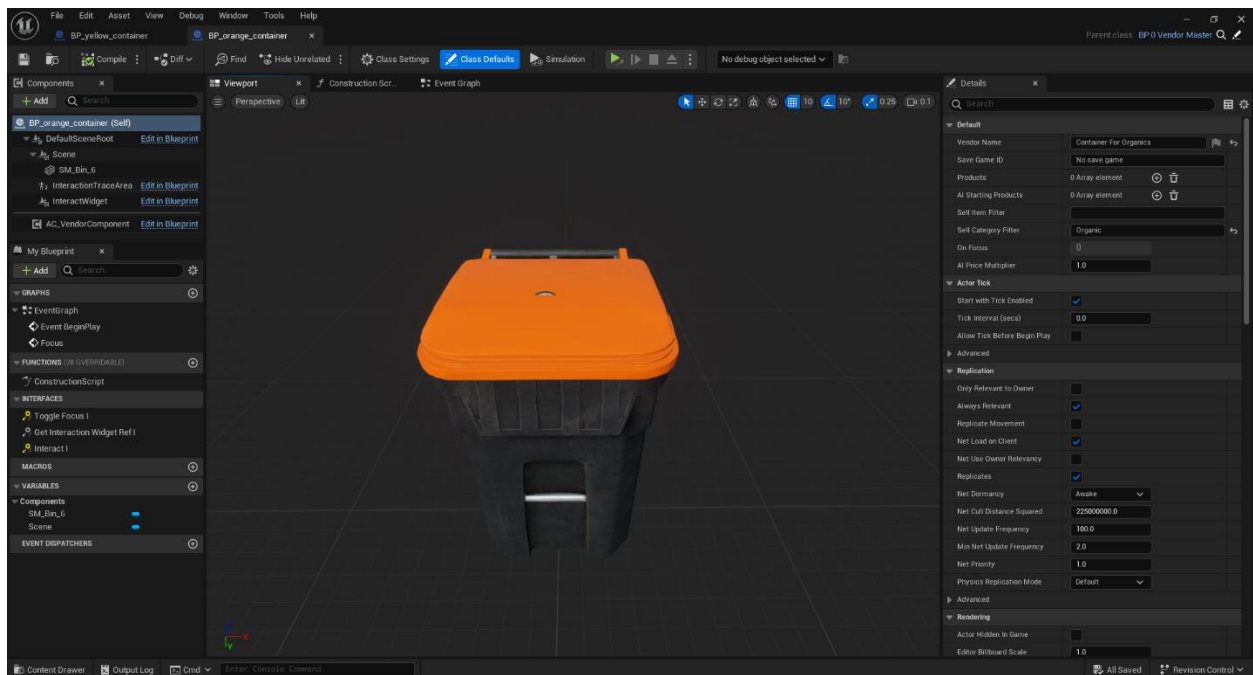 File Edit Asset View Debug Window Tools Help
BP_yellow_container
BP_orange_container
Parent class: BP 0 Vendor Master
Compile
Diff
Find
Hide Unrelated
Class Settings
Class Defaults
Simulation
No debug object selected
Components
Add
Search
BP_orange_container (Self)
DefaultSceneRoot Edit in Blueprint
Scene
SM_Bin_6
InteractionTraceArea Edit in Blueprint
InteractWidget Edit in Blueprint
AC_VendorComponent Edit in Blueprint
My Blueprint
Add
Search
GRAPHS
EventGraph
Event BeginPlay
Focus
FUNCTIONS (28 OVERRIDABLE)
ConstructionScript
INTERFACES
Toggle Focus I
Get Interaction Widget Ref I
Interact I
MACROS
VARIABLES
Components
SM_Bin_6
Scene
EVENT DISPATCHERS
Viewport
Construction Scr...
Event Graph
Perspective
Lit
10
10°
0.25
0.1
X
Y
Details
Search
Default
Vendor Name Container For Organics
Save Game ID No save game
Products 0 Array element
AI Starting Products 0 Array element
Sell Item Filter
Sell Category Filter Organic
On Focus ()
AI Price Multiplier 1.0
Actor Tick
Start with Tick Enabled
Tick Interval (secs) 0.0
Allow Tick Before Begin Play
Advanced
Replication
Only Relevant to Owner
Always Relevant
Replicate Movement
Net Load on Client
Net Use Owner Relevancy
Replicates
Net Dormancy Awake
Net Cull Distance Squared 225000000.0
Net Update Frequency 100.0
Min Net Update Frequency 2.0
Net Priority 1.0
Physics Replication Mode Default
Advanced
Rendering
Actor Hidden In Game
Editor Billboard Scale 1.0
Content Drawer
Output Log
Cmd
Enter Console Command
All Saved
Revision Control